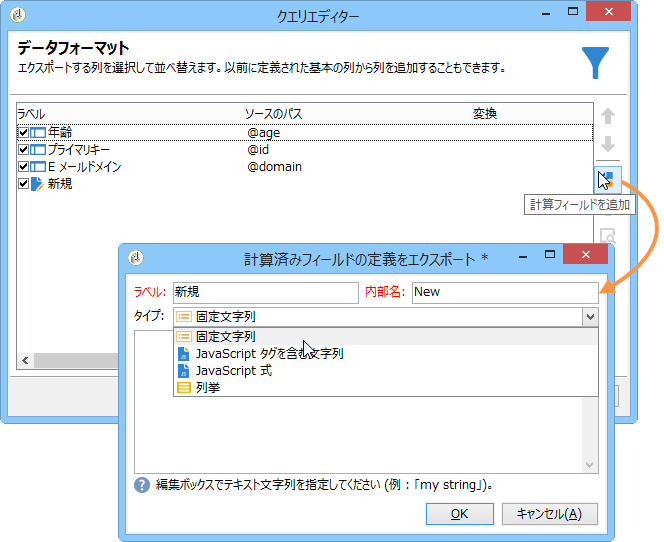 クエリエディター
データフォーマット
エクスポートする列を選択して並べ替えます。以前に定義された基本の列から列を追加することもできます。
ラベル ソースのパス 変換
年齢 @age
プライマリキー @id
E メールドメイン @domain
新規
計算フィールドを追加
計算済みフィールドの定義をエクスポート *
ラベル: 新規 内部名: New
タイプ: 固定文字列
固定文字列
JavaScript タグを含む文字列
JavaScript 式
列挙
編集ボックスでテキスト文字列を指定してください (例：「my string」)。
OK キャンセル(A)